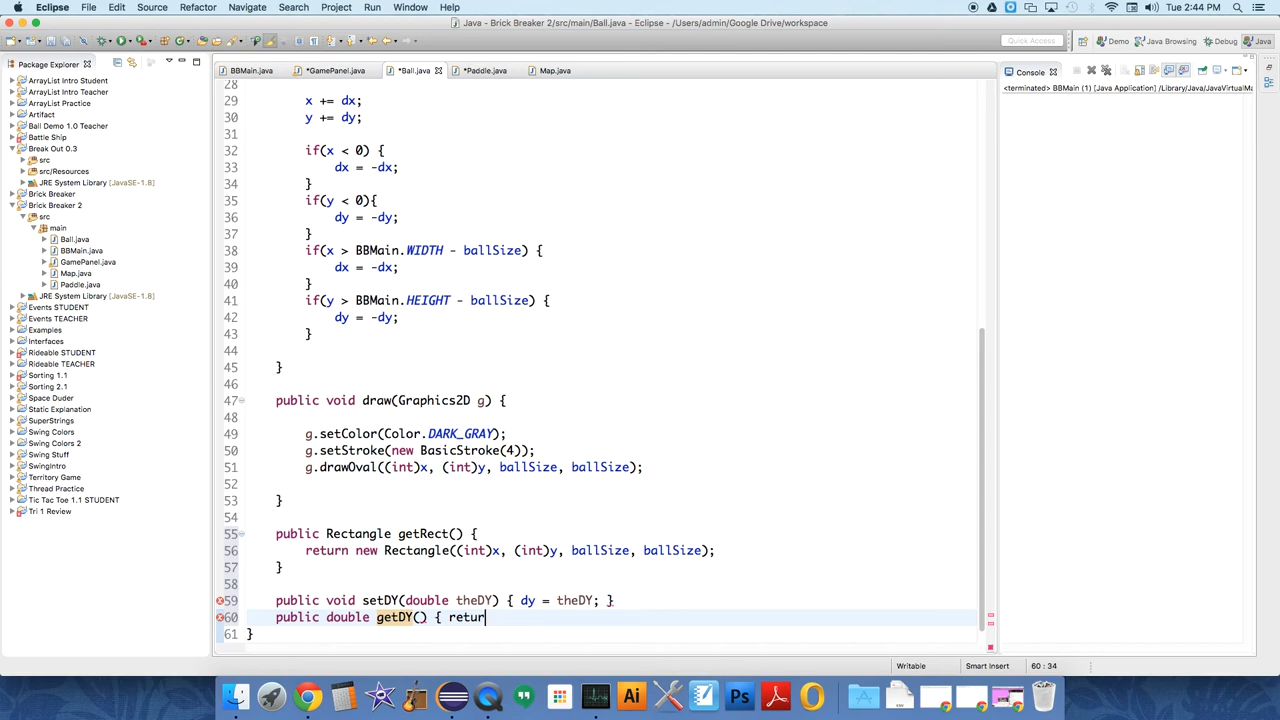 Eclipse File Edit Source Refactor Navigate Search Project Run Window Help Tue 2:44 PM
Java - Brick Breaker 2/src/main/Ball.java - Eclipse - /Users/admin/Google Drive/workspace
Quick Access Demo Java Browsing Debug Java
Package Explorer
BBMain.java *GamePanel.java *Ball.java *Paddle.java Map.java
Console
<terminated> BBMain (1) [Java Application] /Library/Java/JavaVirtualMa
ArrayList Intro Student
ArrayList Intro Teacher
ArrayList Practice
Artifact
Ball Demo 1.0 Teacher
Battle Ship
Break Out 0.3
src
src/Resources
JRE System Library [JavaSE-1.8]
Brick Breaker
Brick Breaker 2
src
main
Ball.java
BBMain.java
GamePanel.java
Map.java
Paddle.java
JRE System Library [JavaSE-1.8]
Events STUDENT
Events TEACHER
Examples
Interfaces
Rideable STUDENT
Rideable TEACHER
Sorting 1.1
Sorting 2.1
Space Duder
Static Explanation
SuperStrings
Swing Colors
Swing Colors 2
Swing Stuff
SwingIntro
Territory Game
Thread Practice
Tic Tac Toe 1.1 STUDENT
Tri 1 Review
28
29 x += dx;
30 y += dy;
31
32 if(x < 0) {
33 dx = -dx;
34 }
35 if(y < 0){
36 dy = -dy;
37 }
38 if(x > BBMain.WIDTH - ballSize) {
39 dx = -dx;
40 }
41 if(y > BBMain.HEIGHT - ballSize) {
42 dy = -dy;
43 }
44
45 }
46
47 public void draw(Graphics2D g) {
48
49 g.setColor(Color.DARK_GRAY);
50 g.setStroke(new BasicStroke(4));
51 g.drawOval((int)x, (int)y, ballSize, ballSize);
52
53 }
54
55 public Rectangle getRect() {
56 return new Rectangle((int)x, (int)y, ballSize, ballSize);
57 }
58
59 public void setDY(double theDY) { dy = theDY; }
60 public double getDY() { retur
61 }
Writable Smart Insert 60 : 34
Ai Ps